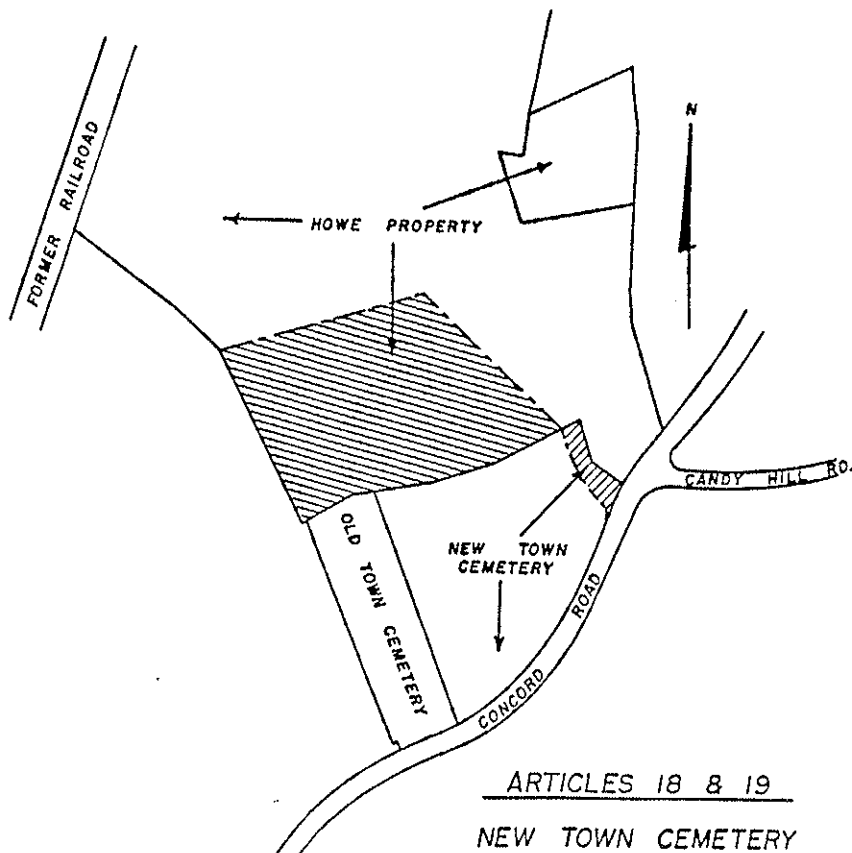 N
FORMER RAILROAD
HOWE PROPERTY
CANDY HILL RD.
OLD TOWN CEMETERY
NEW TOWN
CEMETERY
CONCORD ROAD
ARTICLES 18 & 19
NEW TOWN CEMETERY